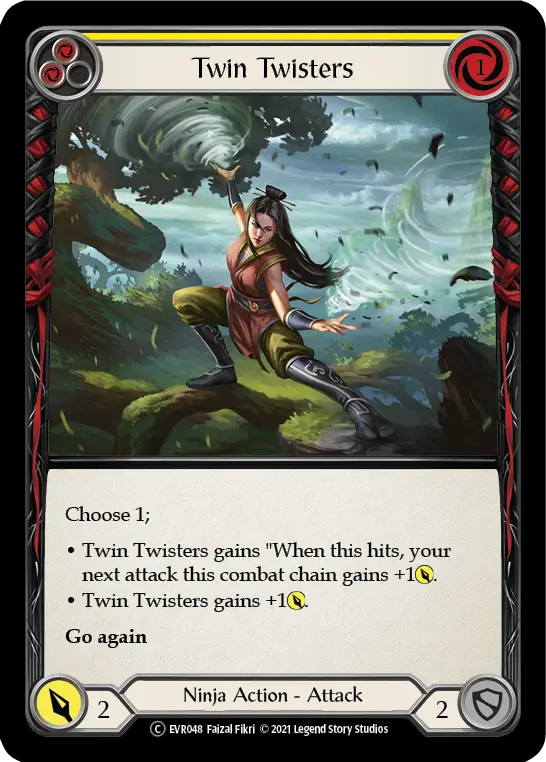 Twin Twisters
1
Choose 1;
• Twin Twisters gains "When this hits, your
next attack this combat chain gains +1.
• Twin Twisters gains +1.
Go again
2
Ninja Action - Attack
2
C EVR048 Faizal Fikri © 2021 Legend Story Studios